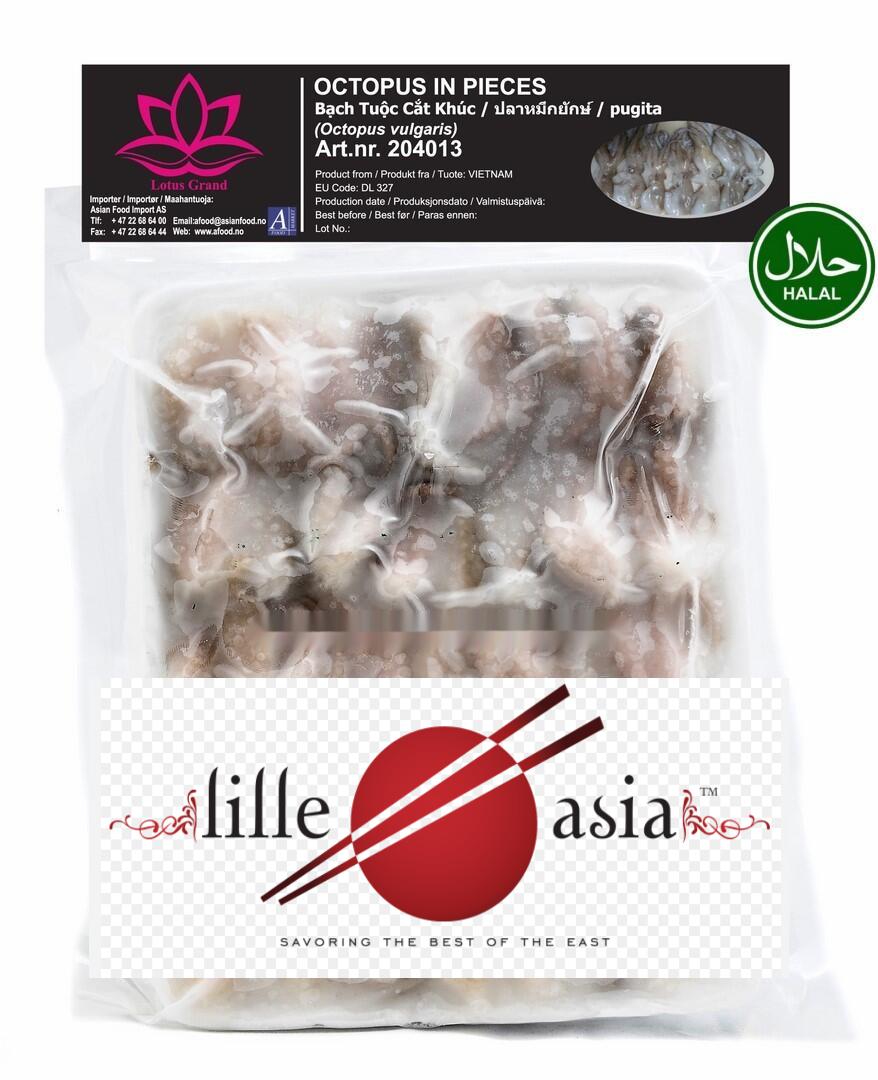 OCTOPUS IN PIECES
Bạch Tuộc Cắt Khúc / ปลาหมึกยักษ์ / pugita
(Octopus vulgaris)
Art.nr. 204013
Product from / Produkt fra / Tuote: VIETNAM
EU Code: DL 327
Production date / Produksjonsdato / Valmistuspäivä:
Best before / Best før / Paras ennen:
Lot No.:
Lotus Grand
Importer / Importør / Maahantuoja:
Asian Food Import AS
Tlf: + 47 22 68 64 00 Email:afood@asianfood.no
Fax: + 47 22 68 64 44 Web: www.afood.no
A
FOOD
MARKET
حلال
HALAL
lille asia TM
SAVORING THE BEST OF THE EAST